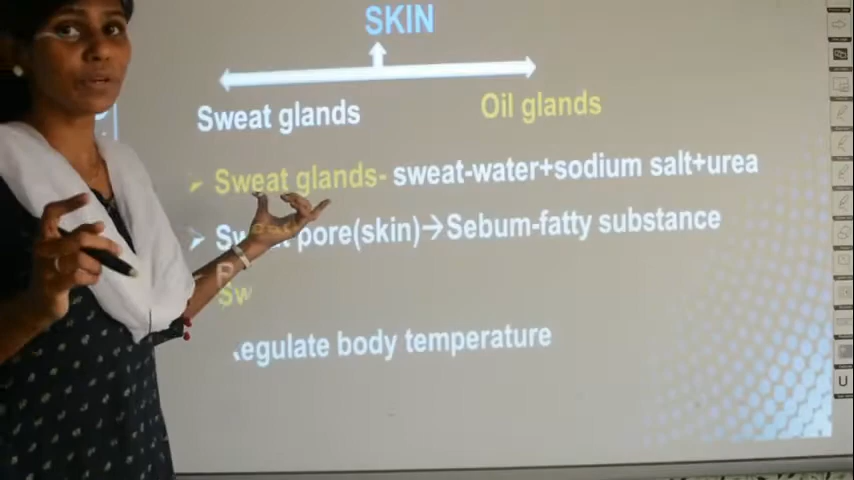 SKIN
Sweat glands Oil glands
Sweat glands- sweat-water+sodium salt+urea
pore(skin)→Sebum-fatty substance
Sw
egulate body temperature
U